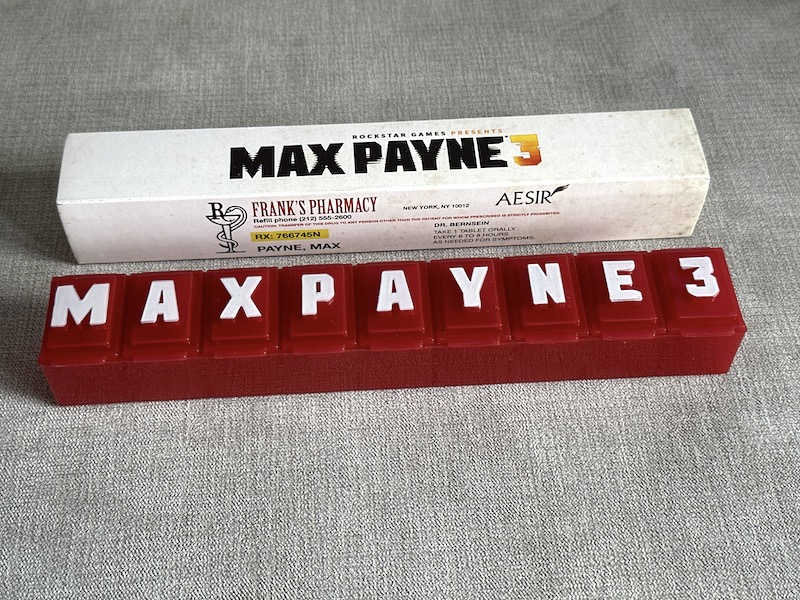 ROCKSTAR GAMES PRESENTS
MAX PAYNE 3
Rx
FRANK'S PHARMACY
NEW YORK, NY 10012
AESIR
Refill phone (212) 555-2600
CAUTION: TRANSFER OF THIS DRUG TO ANY PERSON OTHER THAN THE PATIENT FOR WHOM PRESCRIBED IS STRICTLY PROHIBITED.
RX: 766745N
DR. BERNSEIN
PAYNE, MAX
TAKE 1 TABLET ORALLY
EVERY 6 TO 8 HOURS
AS NEEDED FOR SYMPTOMS.
MAXPAYNE3